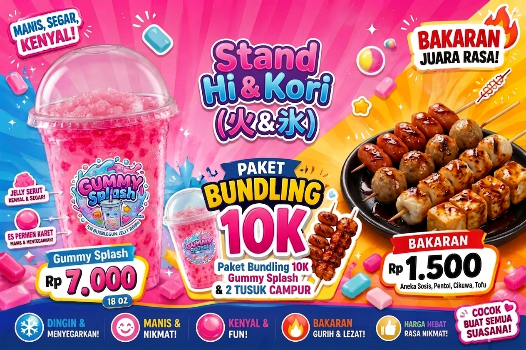 MANIS, SEGAR,
KENYAL!
Stand
Hi & Kori
(火&氷)
BAKARAN
JUARA RASA!
JELLY SERUT
KENYAL & SEGAR!
ES PERMEN KARET
MANIS & MENYEGARKAN!
GUMMY
Splash
Gummy Splash
Rp 7.000
18 OZ
PAKET
BUNDLING
10K
Paket Bundling 10K
Gummy Splash
& 2 TUSUK CAMPUR
BAKARAN
Rp 1.500
Aneka Sosis, Pentol, Cikuwa, Tofu
DINGIN &
MENYEGARKAN!
MANIS &
NIKMAT!
KENYAL &
FUN!
BAKARAN
GURIH & LEZAT!
HARGA HEBAT
RASA NIKMAT!
COCOK
BUAT SEMUA
SUASANA!